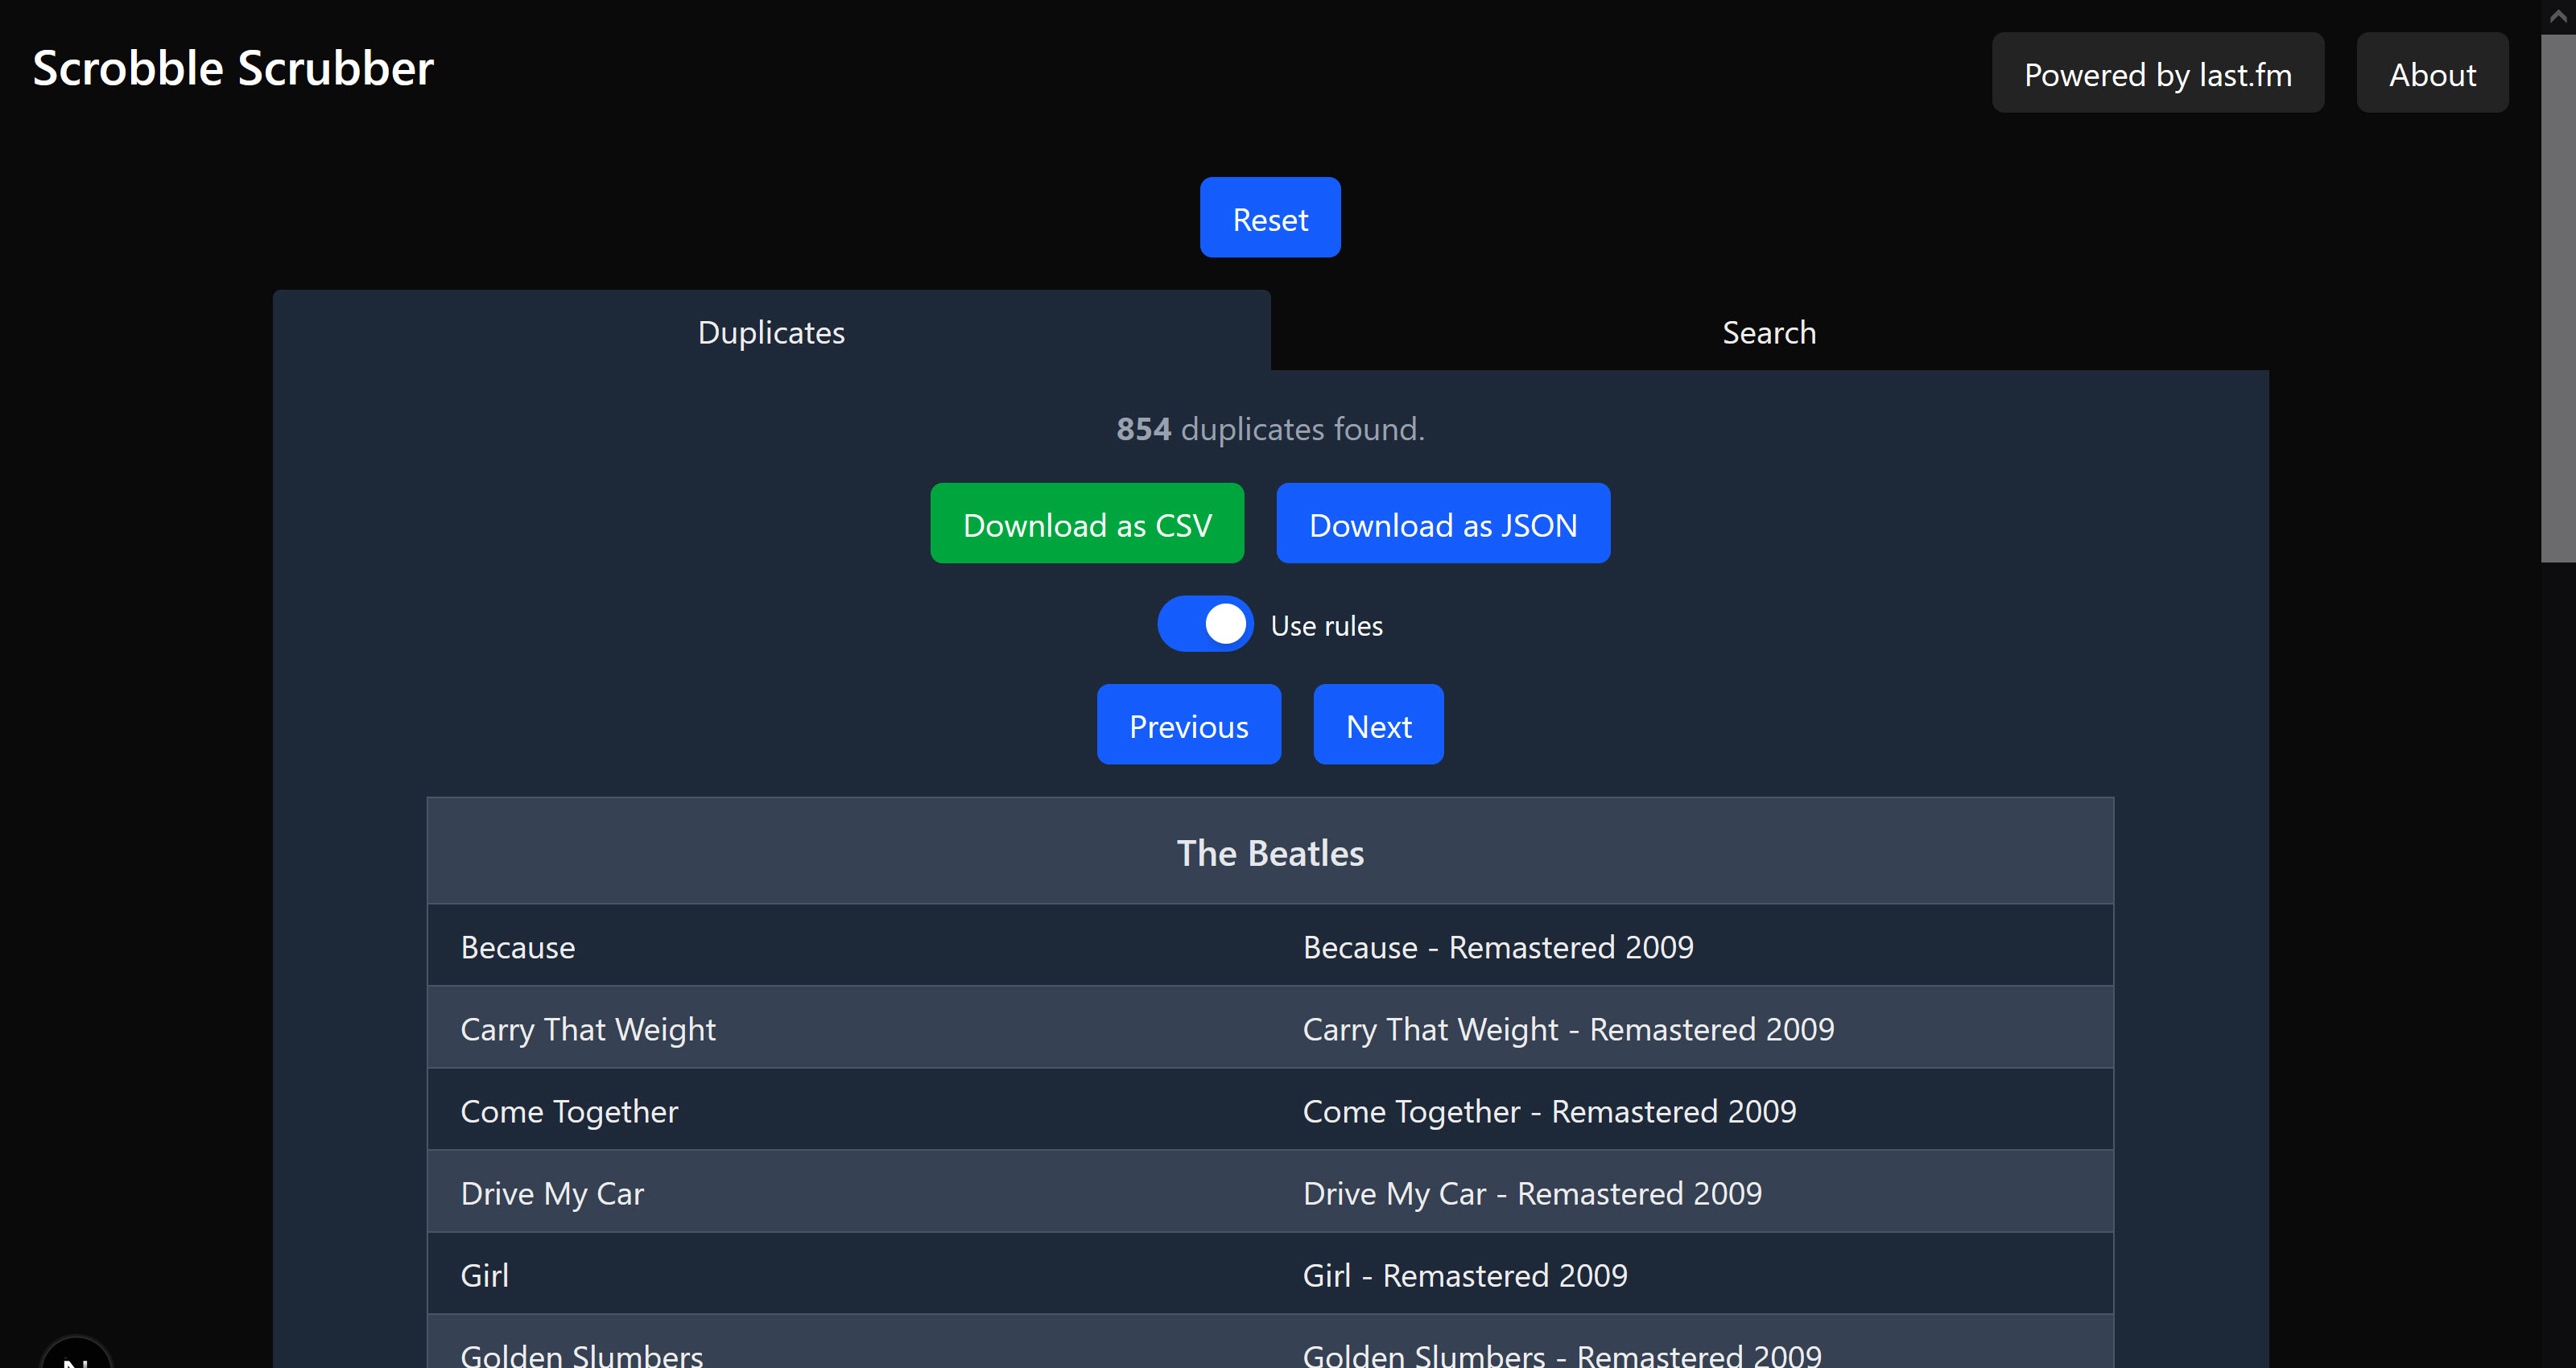 Scrobble Scrubber
Powered by last.fm
About
Reset
Duplicates
Search
854 duplicates found.
Download as CSV
Download as JSON
Use rules
Previous
Next
The Beatles
Because
Because - Remastered 2009
Carry That Weight
Carry That Weight - Remastered 2009
Come Together
Come Together - Remastered 2009
Drive My Car
Drive My Car - Remastered 2009
Girl
Girl - Remastered 2009
Golden Slumbers
Golden Slumbers - Remastered 2009
N